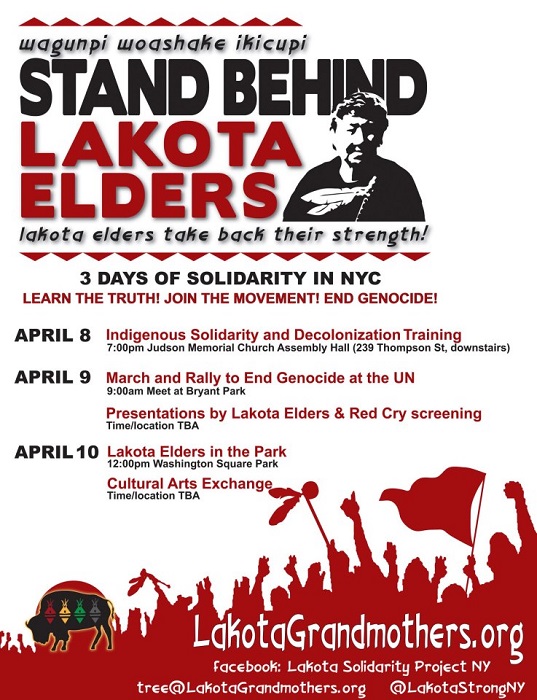 wagunpi woashake ikicupi
STAND BEHIND
LAKOTA
ELDERS
lakota elders take back their strength!
3 DAYS OF SOLIDARITY IN NYC
LEARN THE TRUTH! JOIN THE MOVEMENT! END GENOCIDE!
APRIL 8 Indigenous Solidarity and Decolonization Training
7:00pm Judson Memorial Church Assembly Hall (239 Thompson St, downstairs)
APRIL 9 March and Rally to End Genocide at the UN
9:00am Meet at Bryant Park
Presentations by Lakota Elders & Red Cry screening
Time/location TBA
APRIL 10 Lakota Elders in the Park
12:00pm Washington Square Park
Cultural Arts Exchange
Time/location TBA
LakotaGrandmothers.org
Facebook: Lakota Solidarity Project NY
tree@LakotaGrandmothers.org @LakotaStrongNY